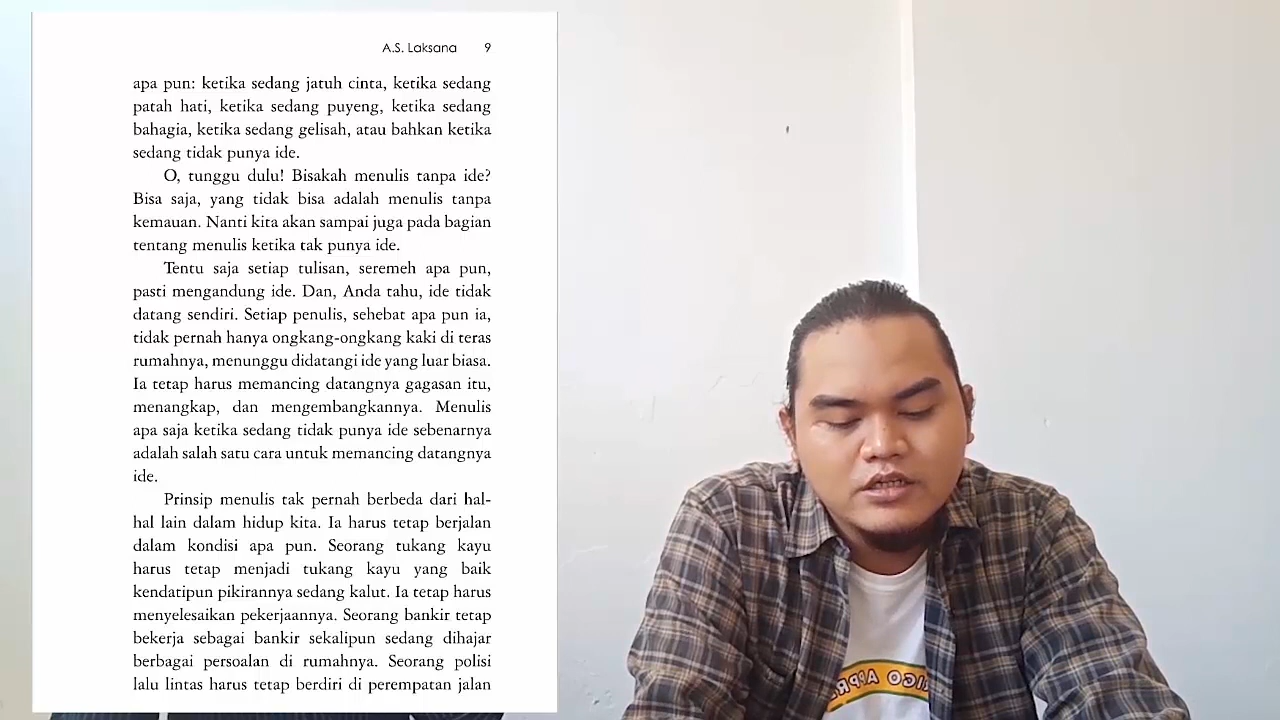 A.S. Laksana 9
apa pun: ketika sedang jatuh cinta, ketika sedang
patah hati, ketika sedang puyeng, ketika sedang
bahagia, ketika sedang gelisah, atau bahkan ketika
sedang tidak punya ide.
O, tunggu dulu! Bisakah menulis tanpa ide?
Bisa saja, yang tidak bisa adalah menulis tanpa
kemauan. Nanti kita akan sampai juga pada bagian
tentang menulis ketika tak punya ide.
Tentu saja setiap tulisan, seremeh apa pun,
pasti mengandung ide. Dan, Anda tahu, ide tidak
datang sendiri. Setiap penulis, sehebat apa pun ia,
tidak pernah hanya ongkang-ongkang kaki di teras
rumahnya, menunggu didatangi ide yang luar biasa.
Ia tetap harus memancing datangnya gagasan itu,
menangkap, dan mengembangkannya. Menulis
apa saja ketika sedang tidak punya ide sebenarnya
adalah salah satu cara untuk memancing datangnya
ide.
Prinsip menulis tak pernah berbeda dari hal-
hal lain dalam hidup kita. Ia harus tetap berjalan
dalam kondisi apa pun. Seorang tukang kayu
harus tetap menjadi tukang kayu yang baik
kendatipun pikirannya sedang kalut. Ia tetap harus
menyelesaikan pekerjaannya. Seorang bankir tetap
bekerja sebagai bankir sekalipun sedang dihajar
berbagai persoalan di rumahnya. Seorang polisi
lalu lintas harus tetap berdiri di perempatan jalan